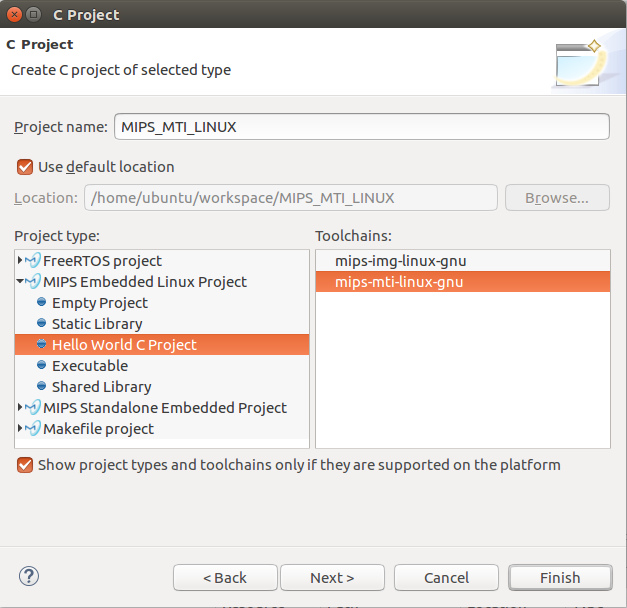 C Project
C Project
Create C project of selected type
Project name: MIPS_MTI_LINUX
Use default location
Location: /home/ubuntu/workspace/MIPS_MTI_LINUX Browse...
Project type: Toolchains:
FreeRTOS project mips-img-linux-gnu
MIPS Embedded Linux Project mips-mti-linux-gnu
Empty Project
Static Library
Hello World C Project
Executable
Shared Library
MIPS Standalone Embedded Project
Makefile project
Show project types and toolchains only if they are supported on the platform
? < Back Next > Cancel Finish